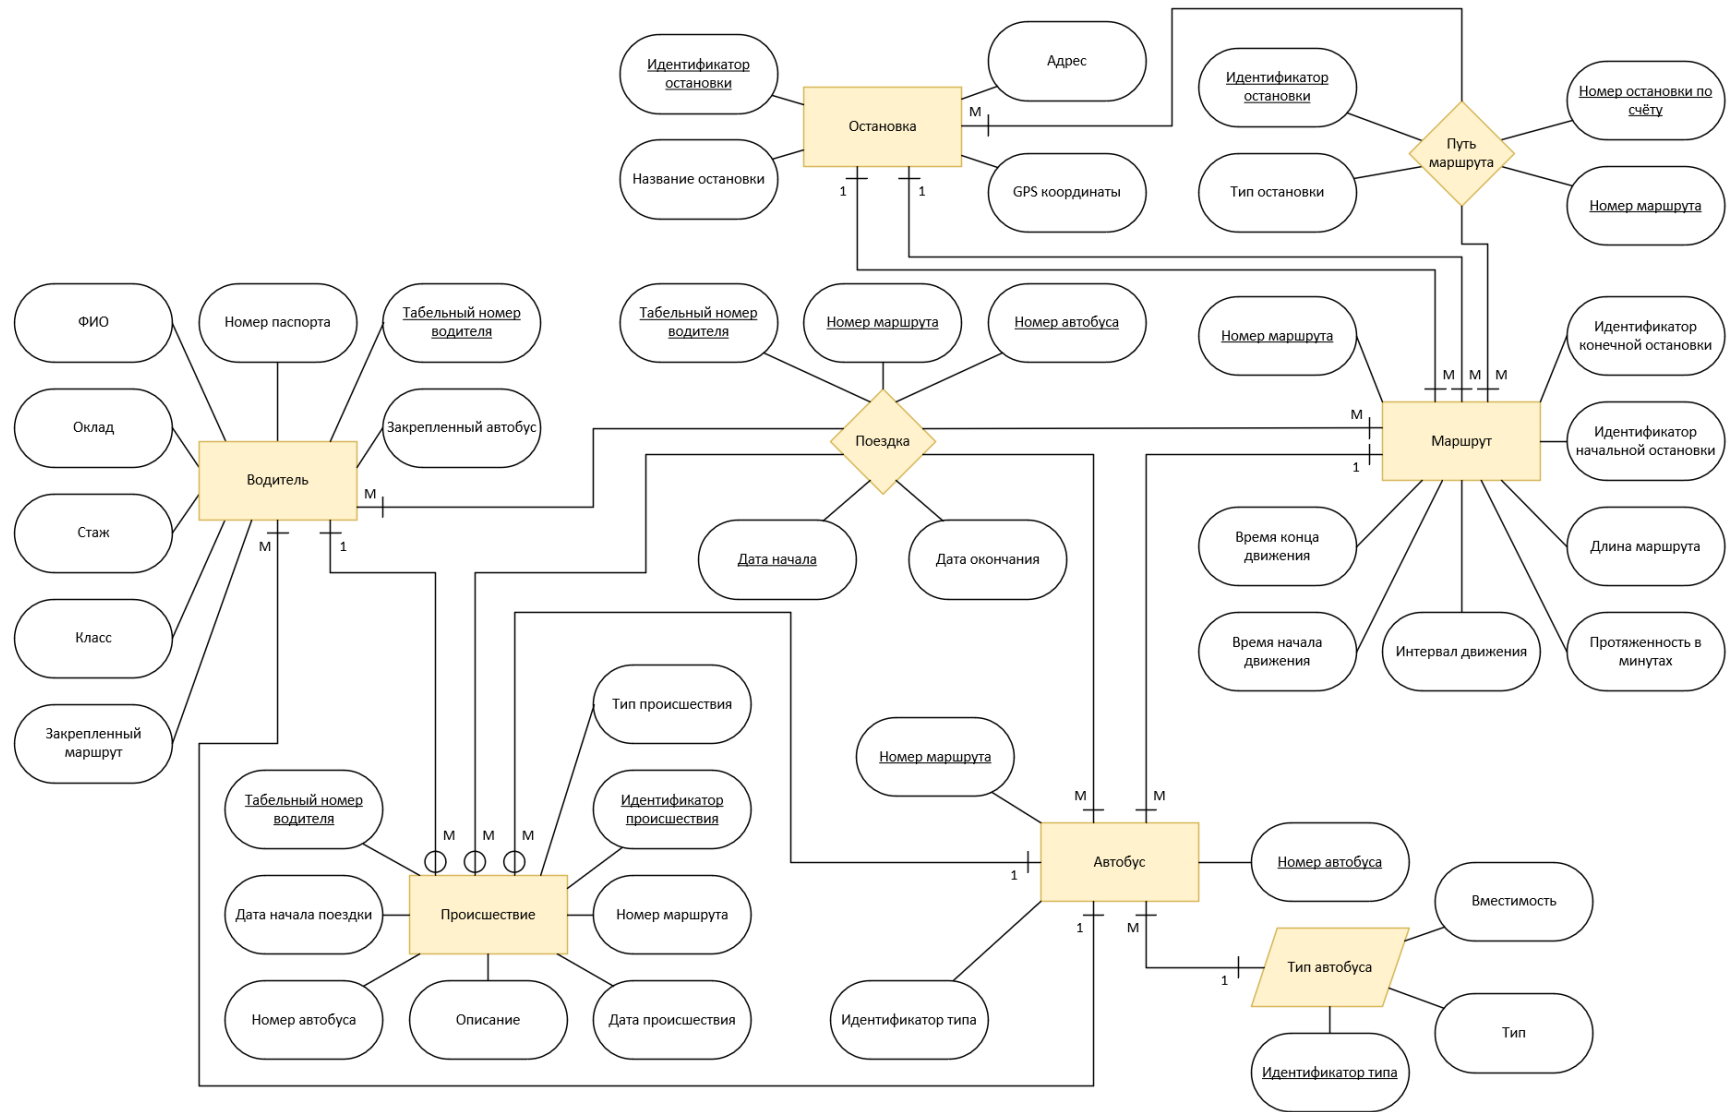 Идентификатор
остановки
Адрес
Остановка
М
Название остановки
GPS координаты
1
1
Идентификатор
остановки
Номер остановки по
счёту
Путь
маршрута
Тип остановки
Номер маршрута
ФИО
Номер паспорта
Табельный номер
водителя
Оклад
Закрепленный автобус
Водитель
М
Стаж
М
1
Класс
Закрепленный
маршрут
Табельный номер
водителя
Номер маршрута
Номер автобуса
Поездка
Дата начала
Дата окончания
Номер маршрута
Идентификатор
конечной остановки
М
М
М
М
1
Маршрут
Идентификатор
начальной остановки
Время конца
движения
Длина маршрута
Время начала
движения
Интервал движения
Протяженность в
минутах
Тип происшествия
Табельный номер
водителя
Идентификатор
происшествия
М
М
М
Дата начала поездки
Происшествие
Номер маршрута
Номер автобуса
Описание
Дата происшествия
Номер маршрута
М
М
1
Автобус
Номер автобуса
1
М
Идентификатор типа
Вместимость
1
Тип автобуса
Тип
Идентификатор типа